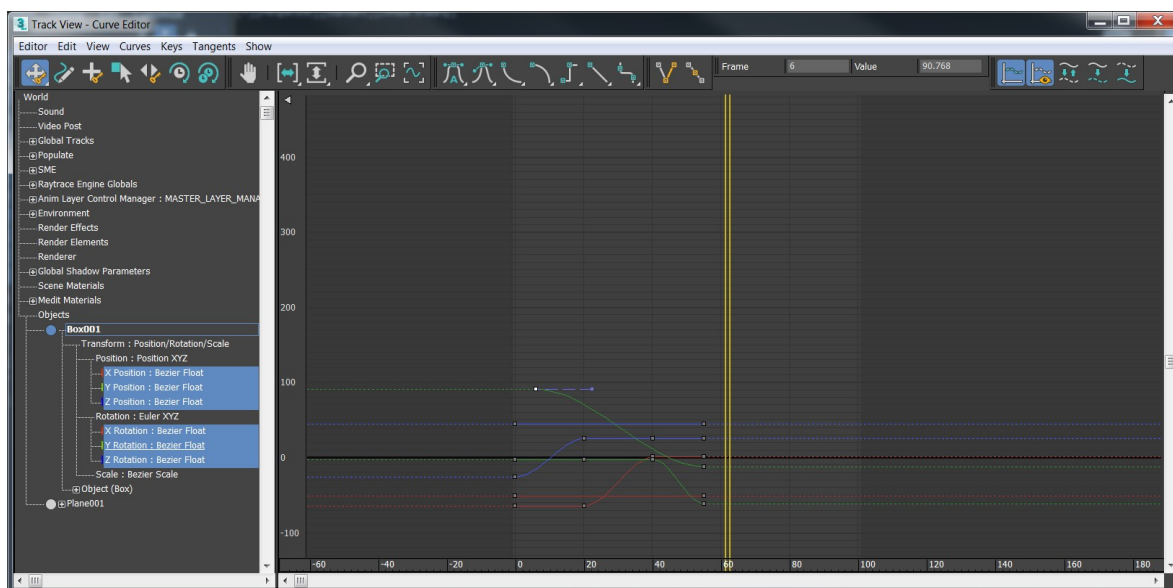 Track View - Curve Editor
Editor Edit View Curves Keys Tangents Show
Frame 6 Value 90.768
World
Sound
Video Post
Global Tracks
Populate
SME
Raytrace Engine Globals
Anim Layer Control Manager : MASTER_LAYER_MANA
Environment
Render Effects
Render Elements
Renderer
Global Shadow Parameters
Scene Materials
Medit Materials
Objects
Box001
Transform : Position/Rotation/Scale
Position : Position XYZ
X Position : Bezier Float
Y Position : Bezier Float
Z Position : Bezier Float
Rotation : Euler XYZ
X Rotation : Bezier Float
Y Rotation : Bezier Float
Z Rotation : Bezier Float
Scale : Bezier Scale
Object (Box)
Plane001
400
300
200
100
0
-100
-60 -40 -20 0 20 40 60 80 100 120 140 160 180